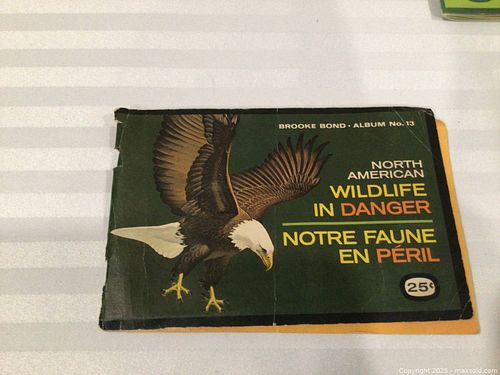 BROOKE BOND • ALBUM No. 13
NORTH
AMERICAN
WILDLIFE
IN DANGER
NOTRE FAUNE
EN PÉRIL
25¢
Copyright 2025 - maxsold.com